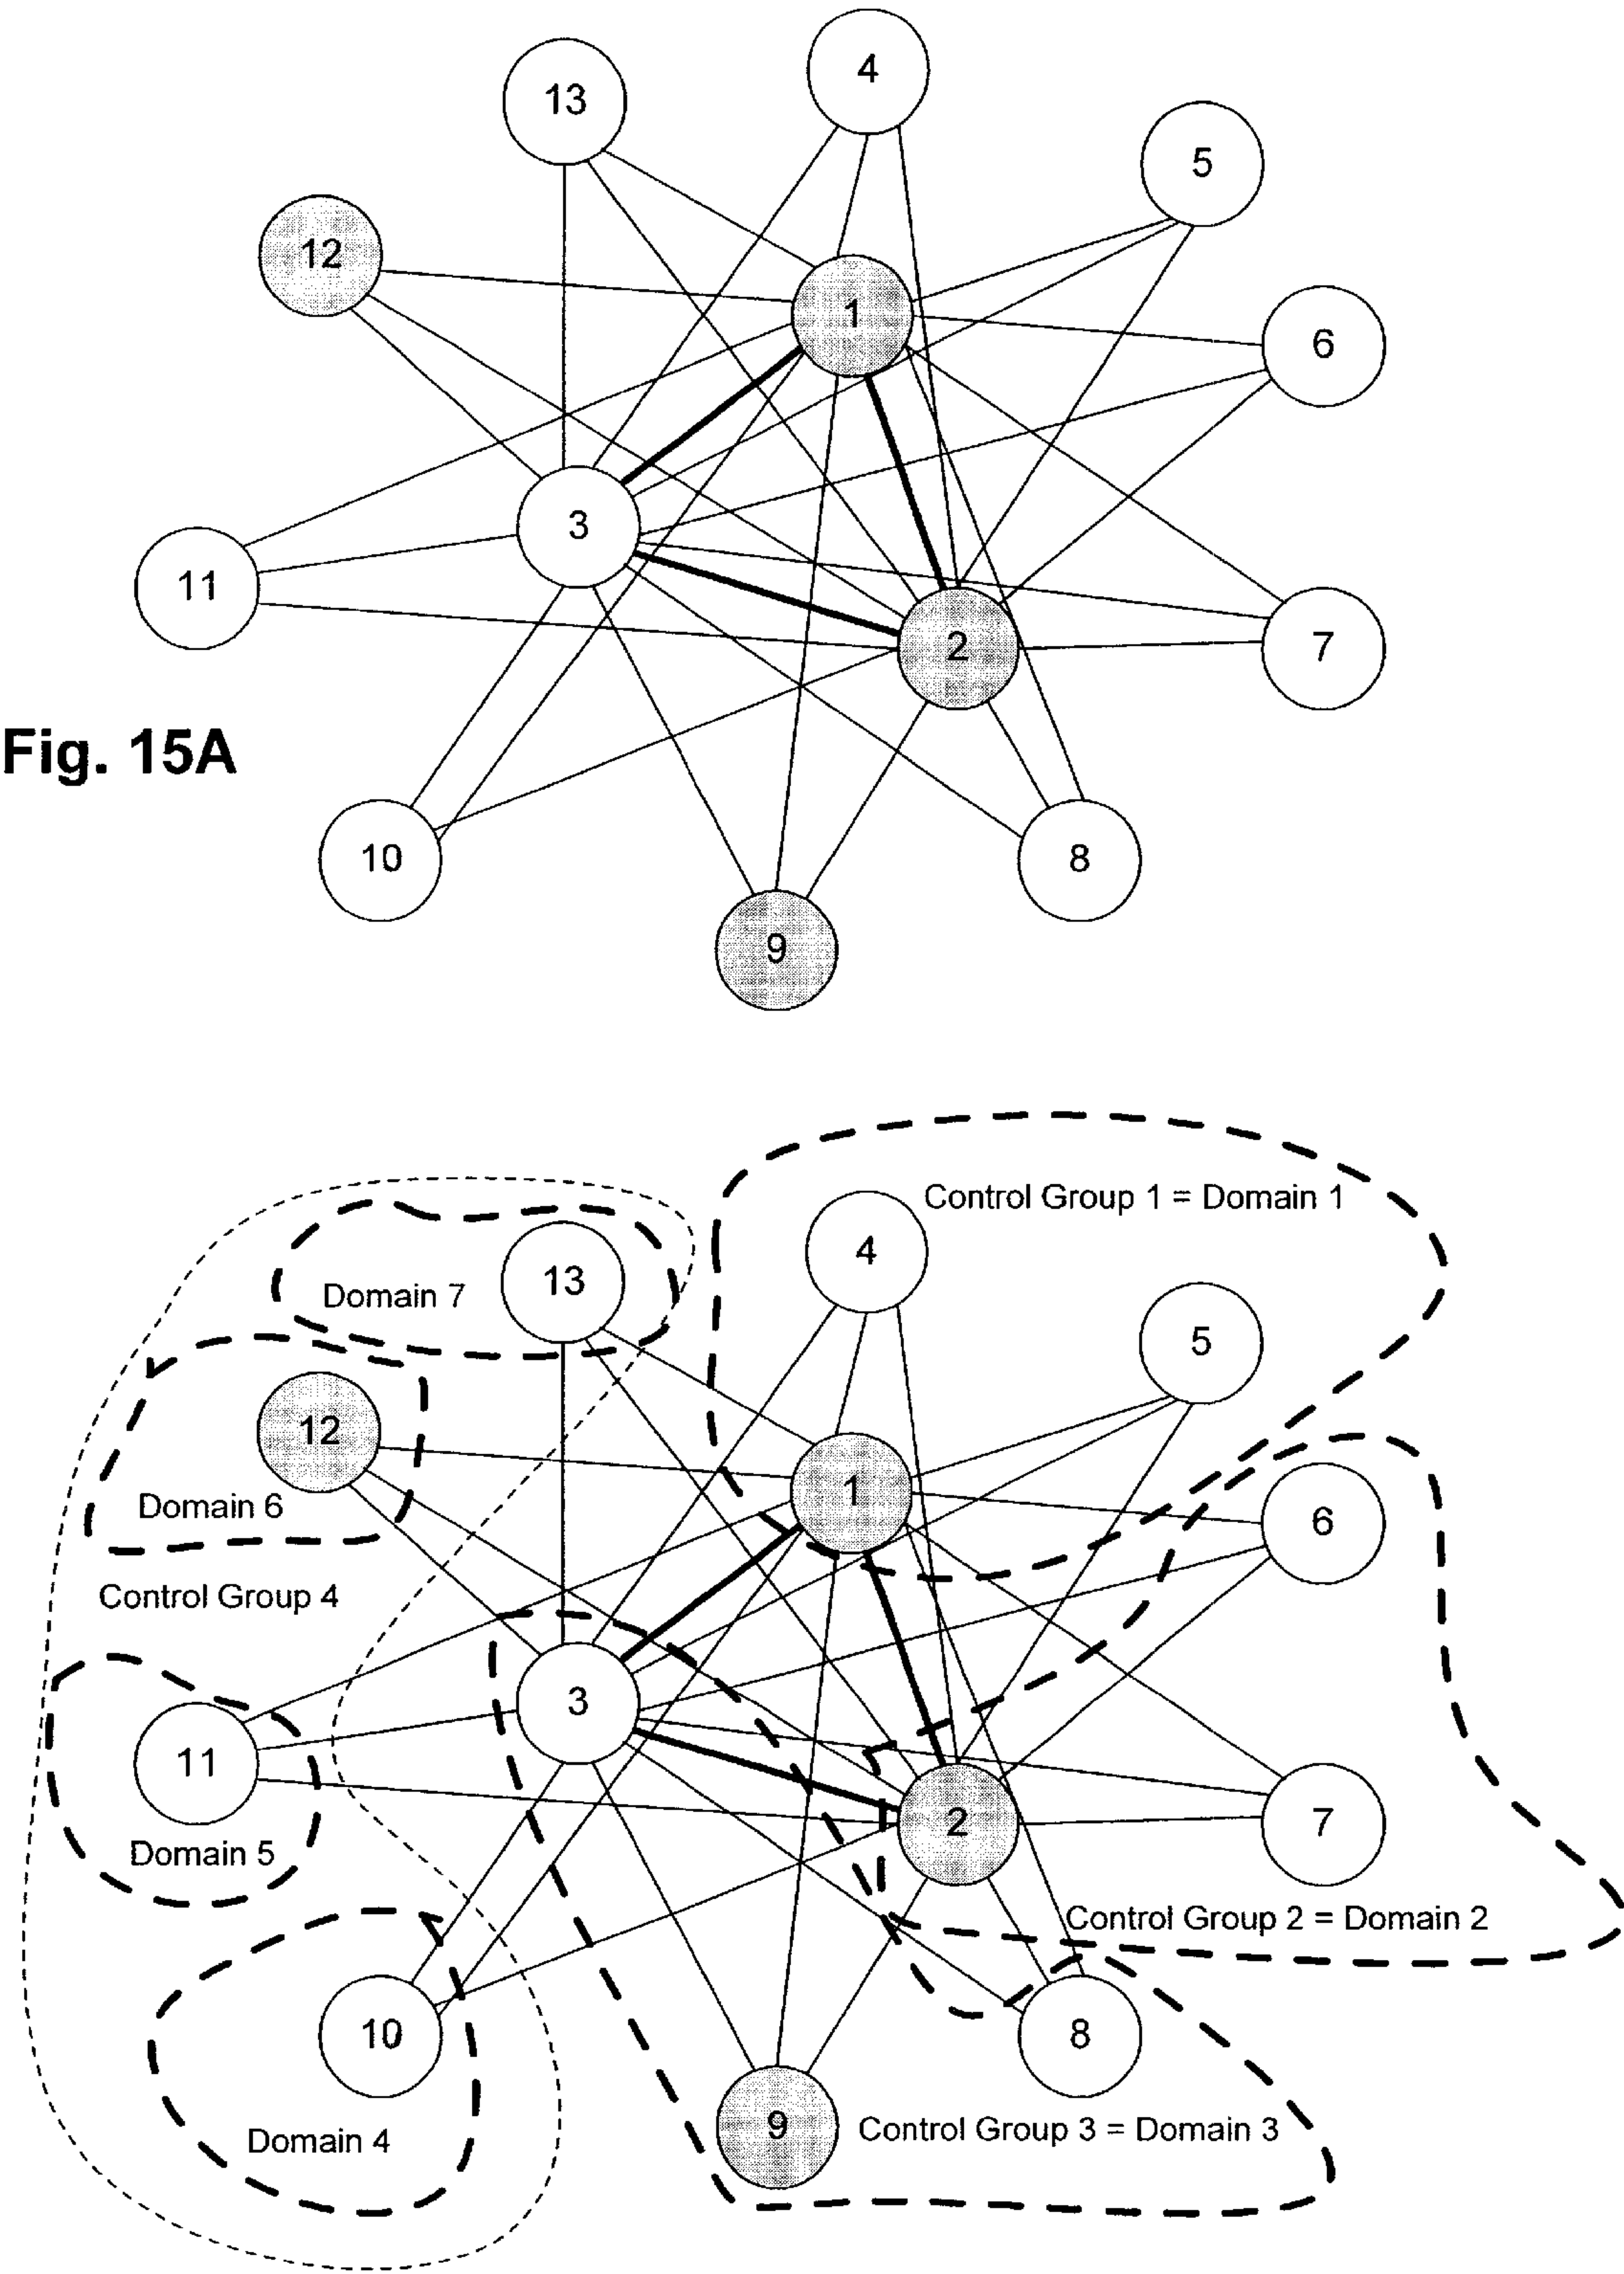 4
13
5
12
1
6
3
11
2
7
Fig. 15A
10
8
9
Control Group 1 = Domain 1
4
13
Domain 7
5
12
1
Domain 6
6
Control Group 4
3
11
2
7
Domain 5
Control Group 2 = Domain 2
10
8
9
Control Group 3 = Domain 3
Domain 4